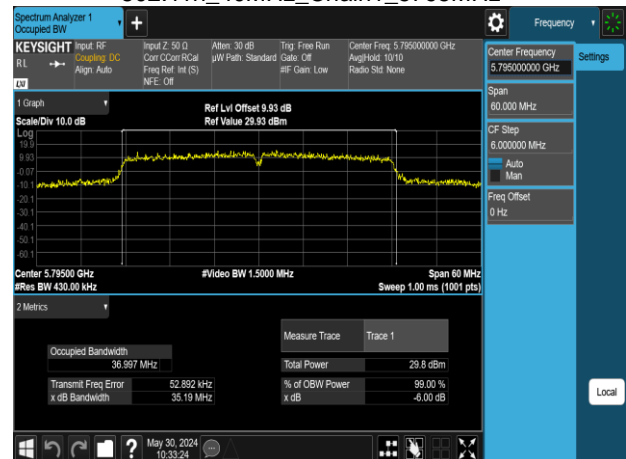 Spectrum Analyzer 1
Occupied BW
Frequency
KEYSIGHT
RL
LXI
Input: RF
Coupling: DC
Align: Auto
Input Z: 50 Ω
Corr CCorr RCal
Freq Ref: Int (S)
NFE: Off
Atten: 30 dB
µW Path: Standard
Trig: Free Run
Gate: Off
#IF Gain: Low
Center Freq: 5.795000000 GHz
Avg|Hold: 10/10
Radio Std: None
Center Frequency
5.795000000 GHz
Settings
Span
60.000 MHz
CF Step
6.000000 MHz
Auto
Man
Freq Offset
0 Hz
1 Graph
Scale/Div 10.0 dB
Ref Lvl Offset 9.93 dB
Ref Value 29.93 dBm
Log
19.9
9.93
-0.07
-10.1
-20.1
-30.1
-40.1
-50.1
-60.1
Center 5.79500 GHz
#Video BW 1.5000 MHz
Span 60 MHz
#Res BW 430.00 kHz
Sweep 1.00 ms (1001 pts)
2 Metrics
Measure Trace
Trace 1
Occupied Bandwidth
36.997 MHz
Total Power
29.8 dBm
Transmit Freq Error
52.892 kHz
% of OBW Power
99.00 %
x dB Bandwidth
35.19 MHz
x dB
-6.00 dB
Local
May 30, 2024
10:33:24